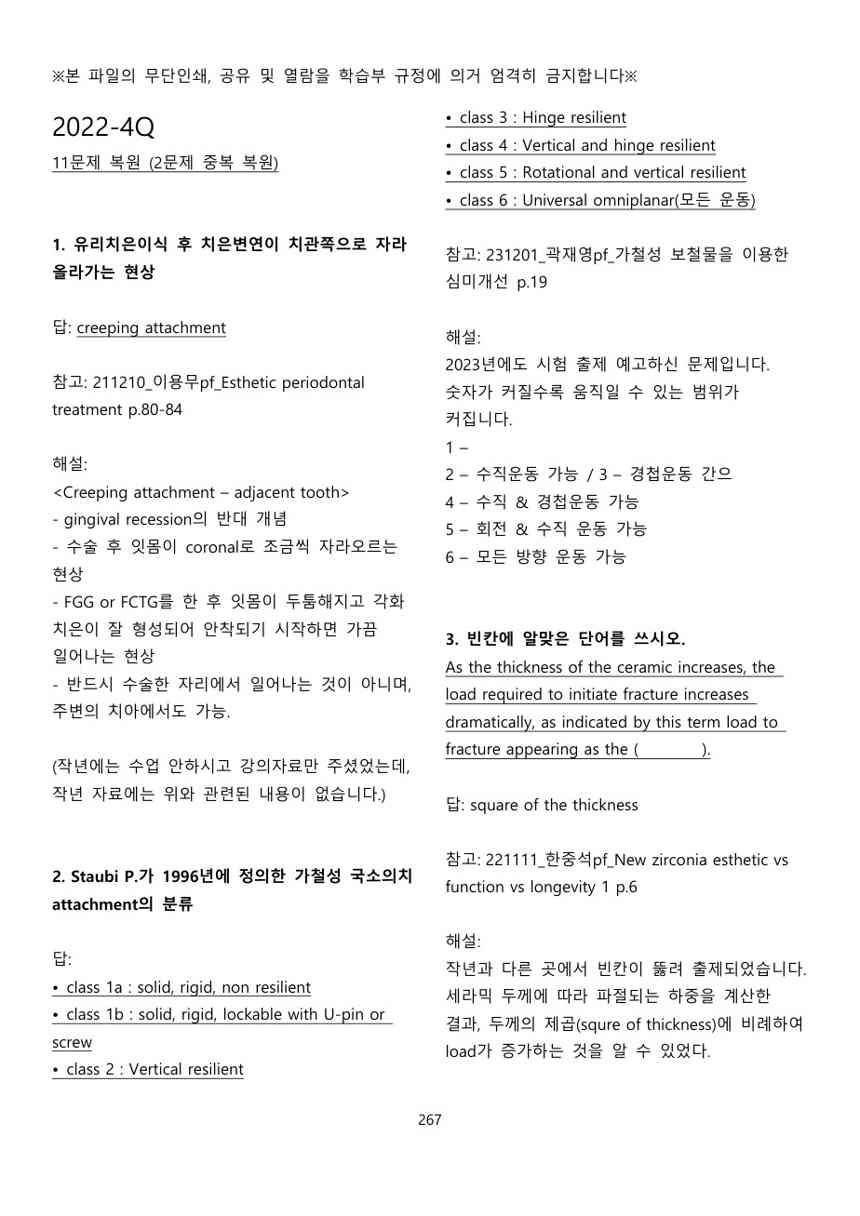 ※본 파일의 무단인쇄, 공유 및 열람을 학습부 규정에 의거 엄격히 금지합니다※
2022-4Q
11문제 복원 (2문제 중복 복원)
1. 유리치은이식 후 치은변연이 치관쪽으로 자라
올라가는 현상
답: creeping attachment
참고: 211210_이용무pf_Esthetic periodontal
treatment p.80-84
해설:
<Creeping attachment – adjacent tooth>
- gingival recession의 반대 개념
- 수술 후 잇몸이 coronal로 조금씩 자라오르는
현상
- FGG or FCTG를 한 후 잇몸이 두툼해지고 각화
치은이 잘 형성되어 안착되기 시작하면 가끔
일어나는 현상
- 반드시 수술한 자리에서 일어나는 것이 아니며,
주변의 치아에서도 가능.
(작년에는 수업 안하시고 강의자료만 주셨었는데,
작년 자료에는 위와 관련된 내용이 없습니다.)
2. Staubi P.가 1996년에 정의한 가철성 국소의치
attachment의 분류
답:
• class 1a : solid, rigid, non resilient
• class 1b : solid, rigid, lockable with U-pin or
screw
• class 2 : Vertical resilient
• class 3 : Hinge resilient
• class 4 : Vertical and hinge resilient
• class 5 : Rotational and vertical resilient
• class 6 : Universal omniplanar(모든 운동)
참고: 231201_곽재영pf_가철성 보철물을 이용한
심미개선 p.19
해설:
2023년에도 시험 출제 예고하신 문제입니다.
숫자가 커질수록 움직일 수 있는 범위가
커집니다.
1 –
2 – 수직운동 가능 / 3 – 경첩운동 간으
4 – 수직 & 경첩운동 가능
5 – 회전 & 수직 운동 가능
6 – 모든 방향 운동 가능
3. 빈칸에 알맞은 단어를 쓰시오.
As the thickness of the ceramic increases, the
load required to initiate fracture increases
dramatically, as indicated by this term load to
fracture appearing as the (          ).
답: square of the thickness
참고: 221111_한중석pf_New zirconia esthetic vs
function vs longevity 1 p.6
해설:
작년과 다른 곳에서 빈칸이 뚫려 출제되었습니다.
세라믹 두께에 따라 파절되는 하중을 계산한
결과, 두께의 제곱(squre of thickness)에 비례하여
load가 증가하는 것을 알 수 있었다.
267